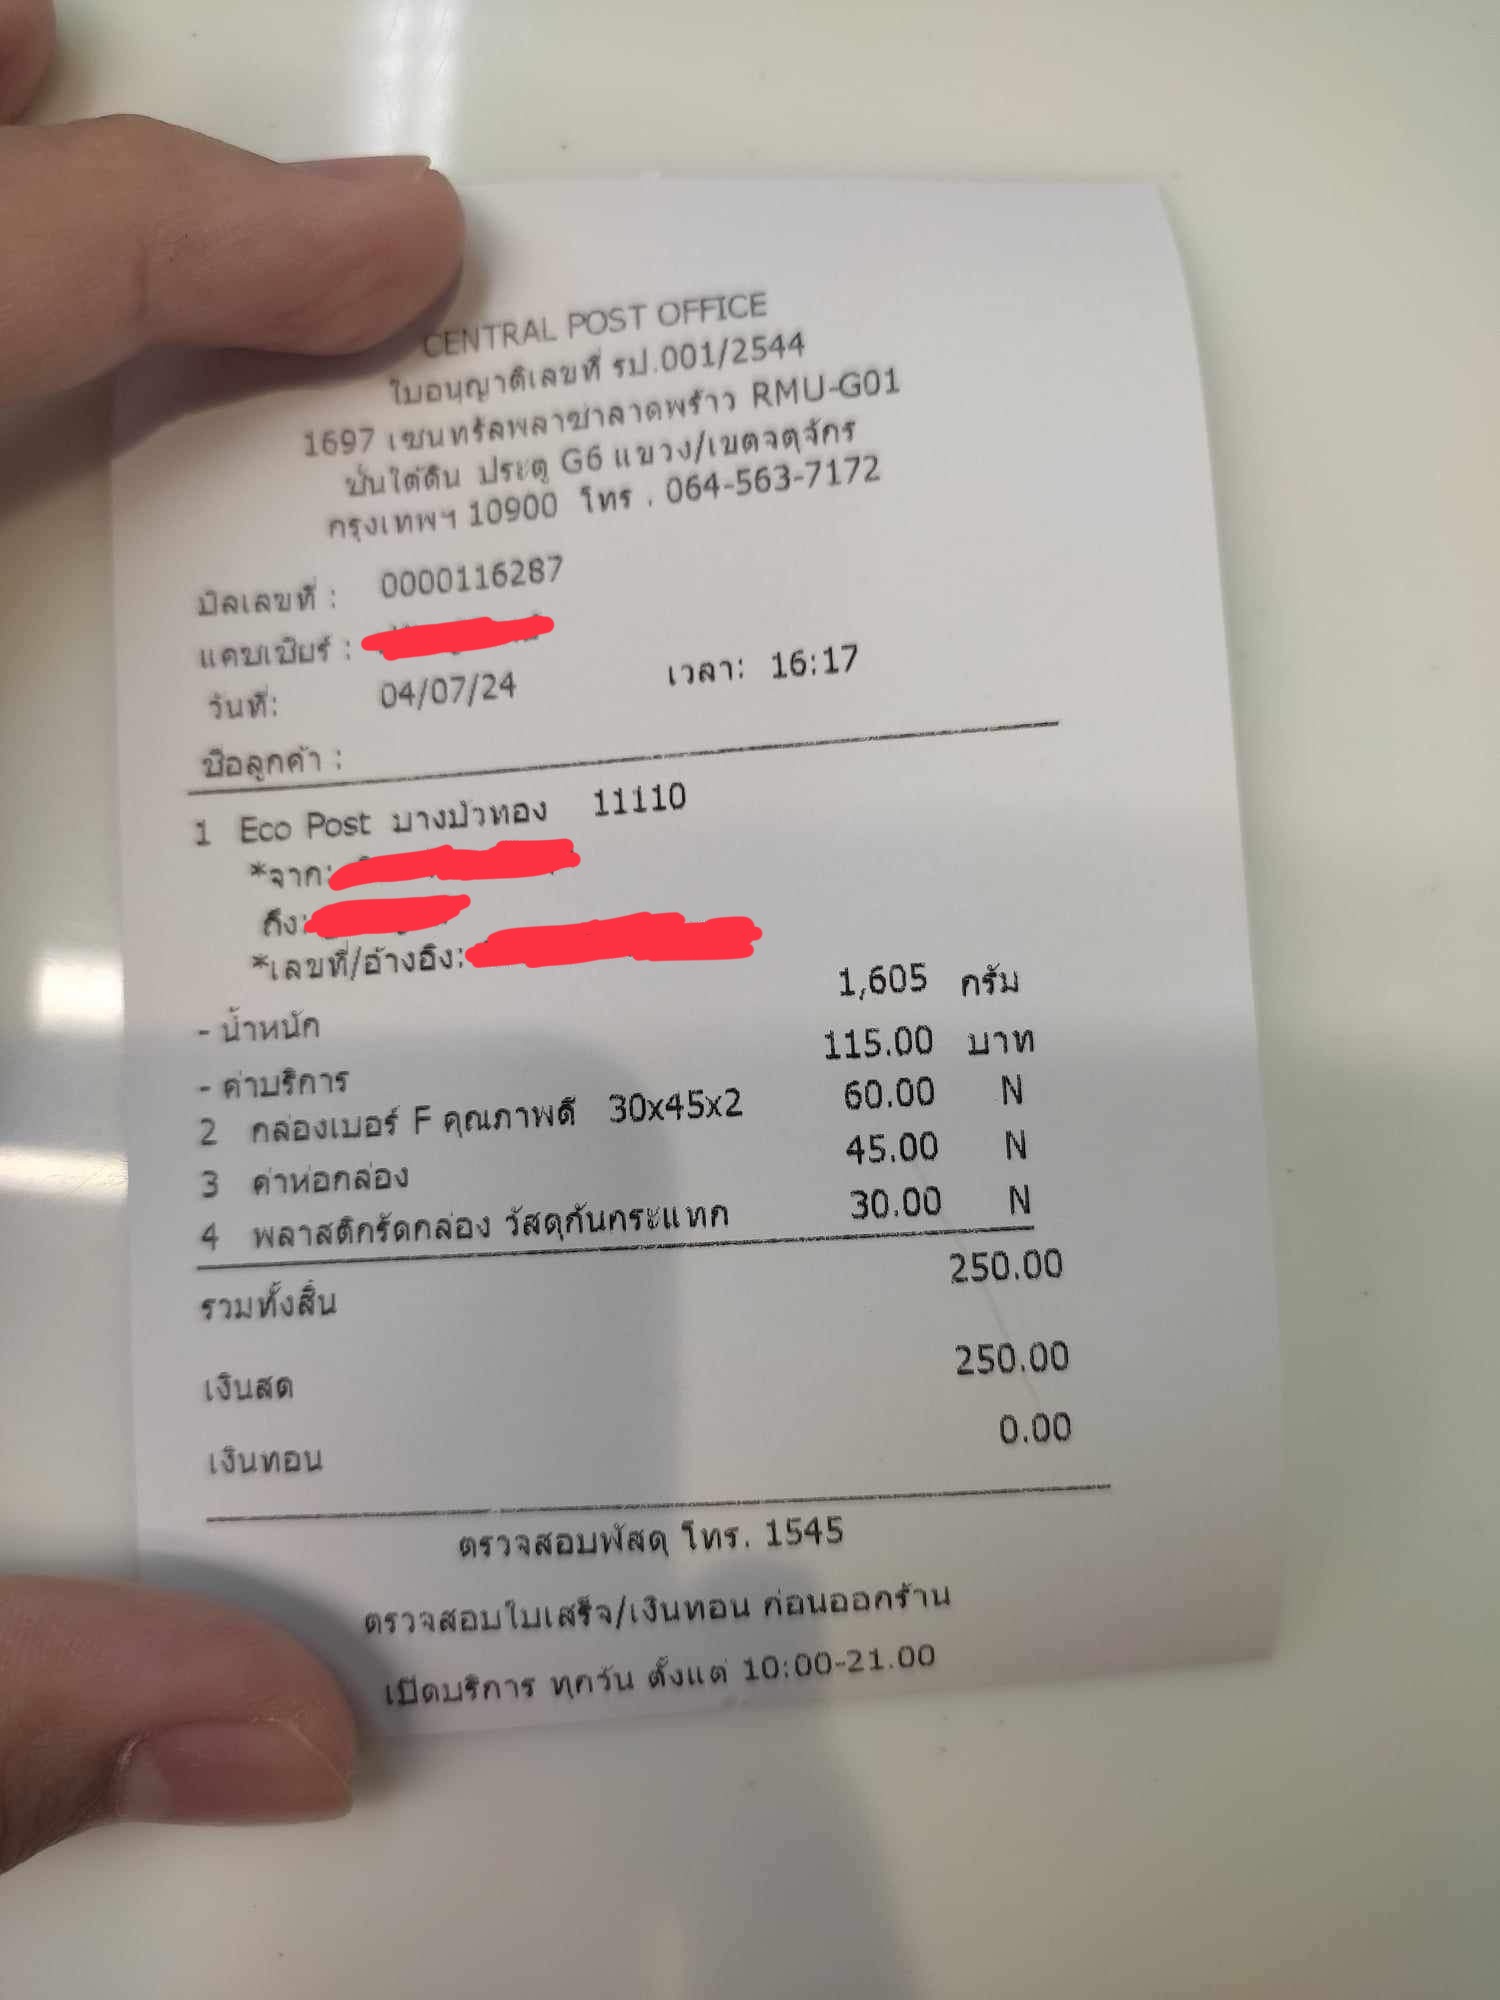 CENTRAL POST OFFICE
ใบอนุญาติเลขที่ รป.001/2544
1697 เซนทรัลพลาซ่าลาดพร้าว RMU-G01
ชั้นใต้ดิน ประตู G6 แขวง/เขตจตุจักร
กรุงเทพฯ 10900 โทร . 064-563-7172
บิลเลขที่ : 0000116287
แคชเชียร์ :
วันที่: 04/07/24 เวลา: 16:17
ชื่อลูกค้า :
1 Eco Post บางบัวทอง 11110
*จาก:
ถึง:
*เลขที่/อ้างอิง:
- น้ำหนัก 1,605 กรัม
- ค่าบริการ 115.00 บาท
2 กล่องเบอร์ F คุณภาพดี 30x45x2 60.00 N
3 ค่าห่อกล่อง 45.00 N
4 พลาสติกรัดกล่อง วัสดุกันกระแทก 30.00 N
รวมทั้งสิ้น 250.00
เงินสด 250.00
เงินทอน 0.00
ตรวจสอบพัสดุ โทร. 1545
ตรวจสอบใบเสร็จ/เงินทอน ก่อนออกร้าน
เปิดบริการ ทุกวัน ตั้งแต่ 10:00-21.00